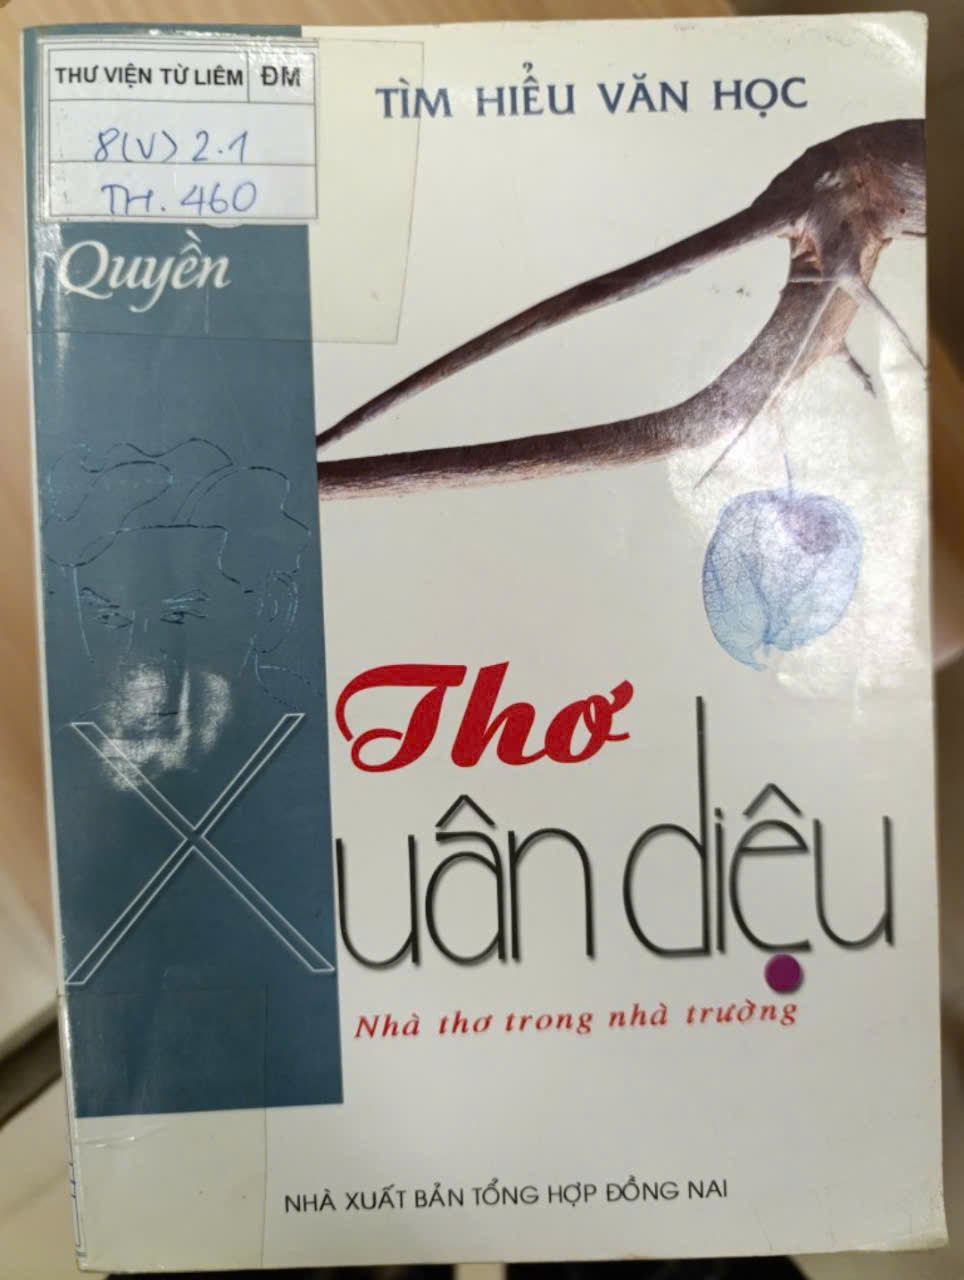 THƯ VIỆN TỪ LIÊM ĐM
8(V) 2.1
TH. 460
TÌM HIỂU VĂN HỌC
Quyền
Thơ
Xuân diệu
Nhà thơ trong nhà trường
NHÀ XUẤT BẢN TỔNG HỢP ĐỒNG NAI